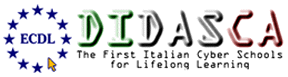 ECDL
DIDASCA
The First Italian Cyber Schools
for Lifelong Learning